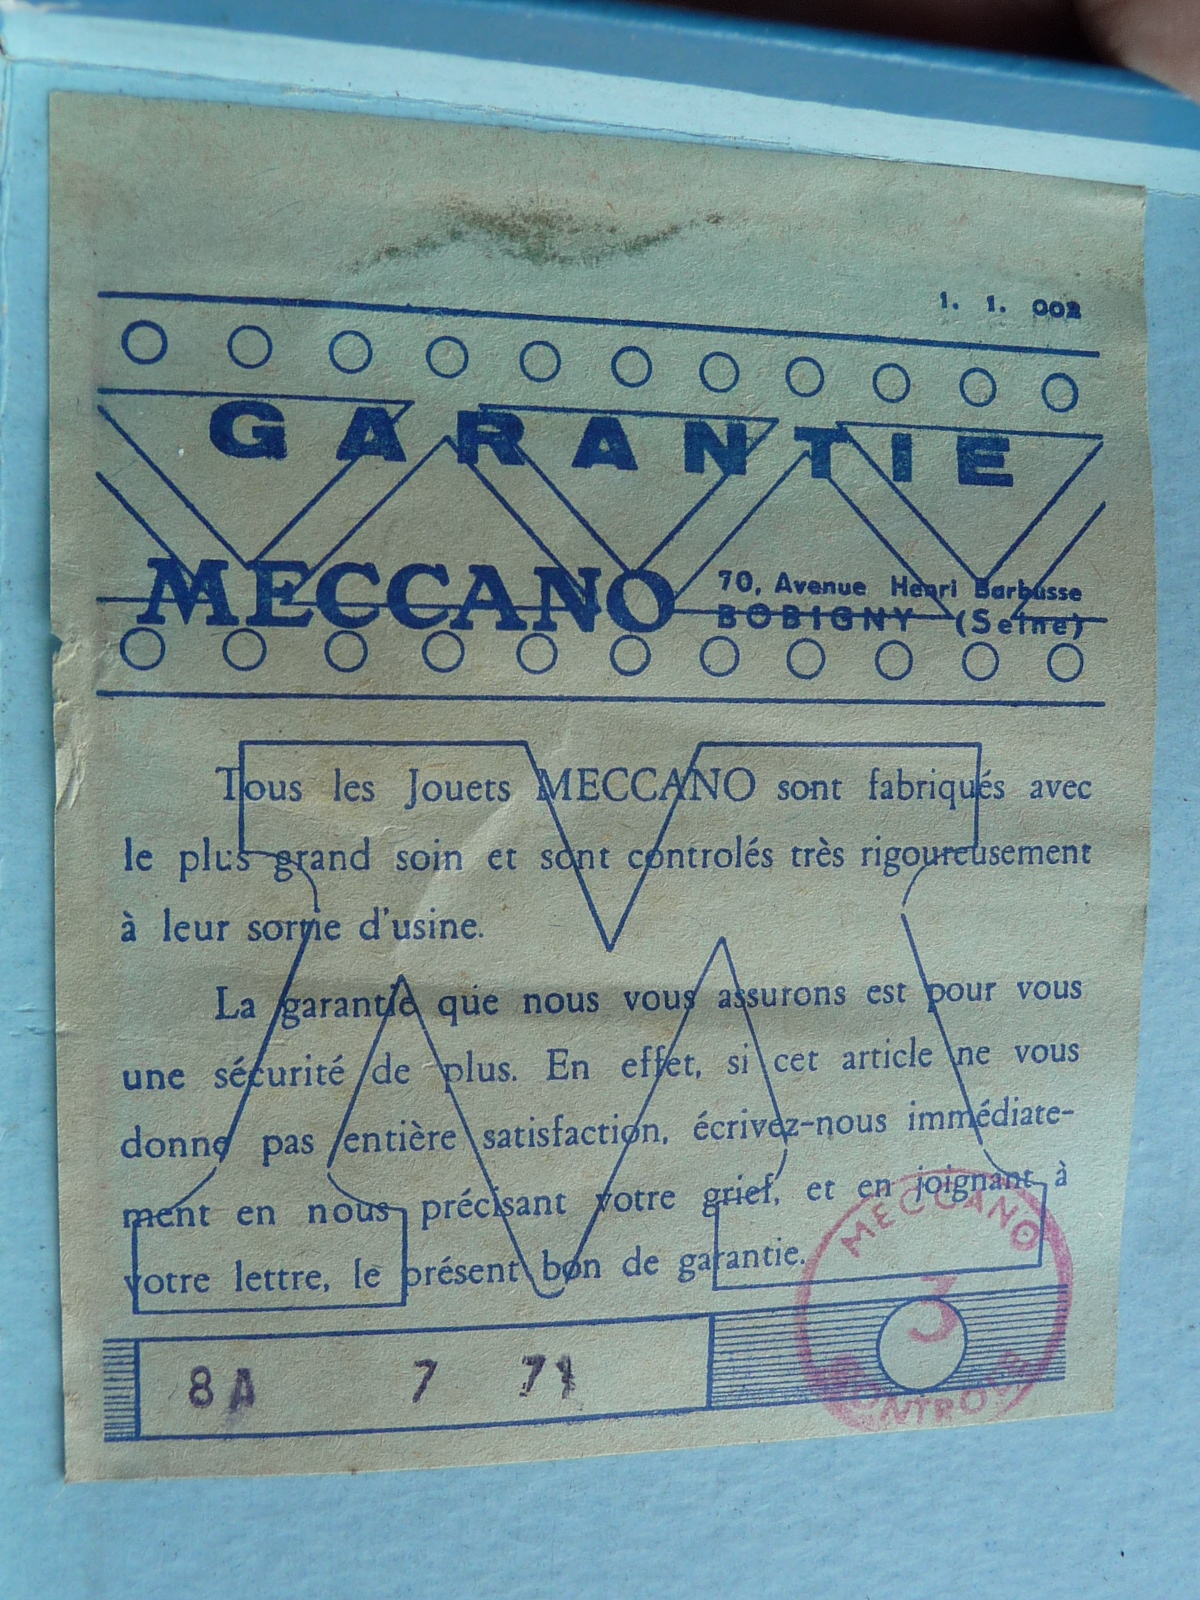 1. 1. 002
GARANTIE
MECCANO
70, Avenue Henri Barbusse
BOBIGNY (Seine)
Tous les Jouets MECCANO sont fabriqués avec
le plus grand soin et sont controlés très rigoureusement
à leur sortie d'usine.
La garantie que nous vous assurons est pour vous
une sécurité de plus. En effet, si cet article ne vous
donne pas entière satisfaction, écrivez-nous immédiate-
ment en nous précisant votre grief, et en joignant à
votre lettre, le présent bon de garantie.
MECCANO
3
8A 7 71